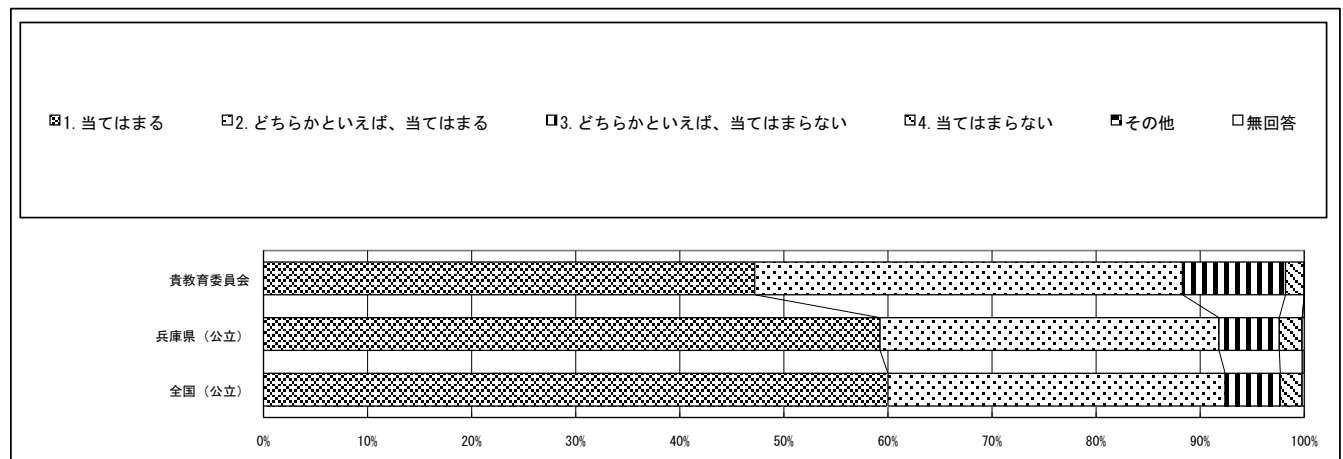 1.当てはまる 2.どちらかといえば、当てはまる 3.どちらかといえば、当てはまらない 4.当てはまらない その他 無回答
貴教育委員会
兵庫県（公立）
全国（公立）
0% 10% 20% 30% 40% 50% 60% 70% 80% 90% 100%